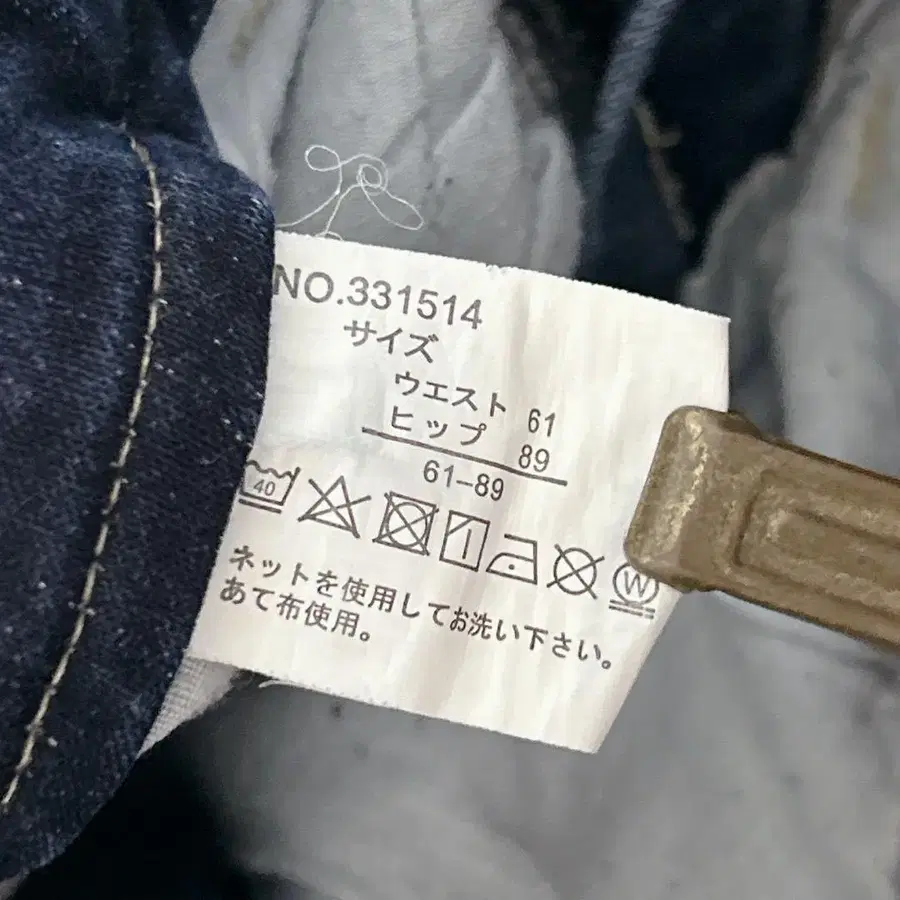 NO.331514
サイズ
ウエスト 61
ヒップ 89
61-89
40 W
ネットを使用してお洗い下さい。
あて布使用。